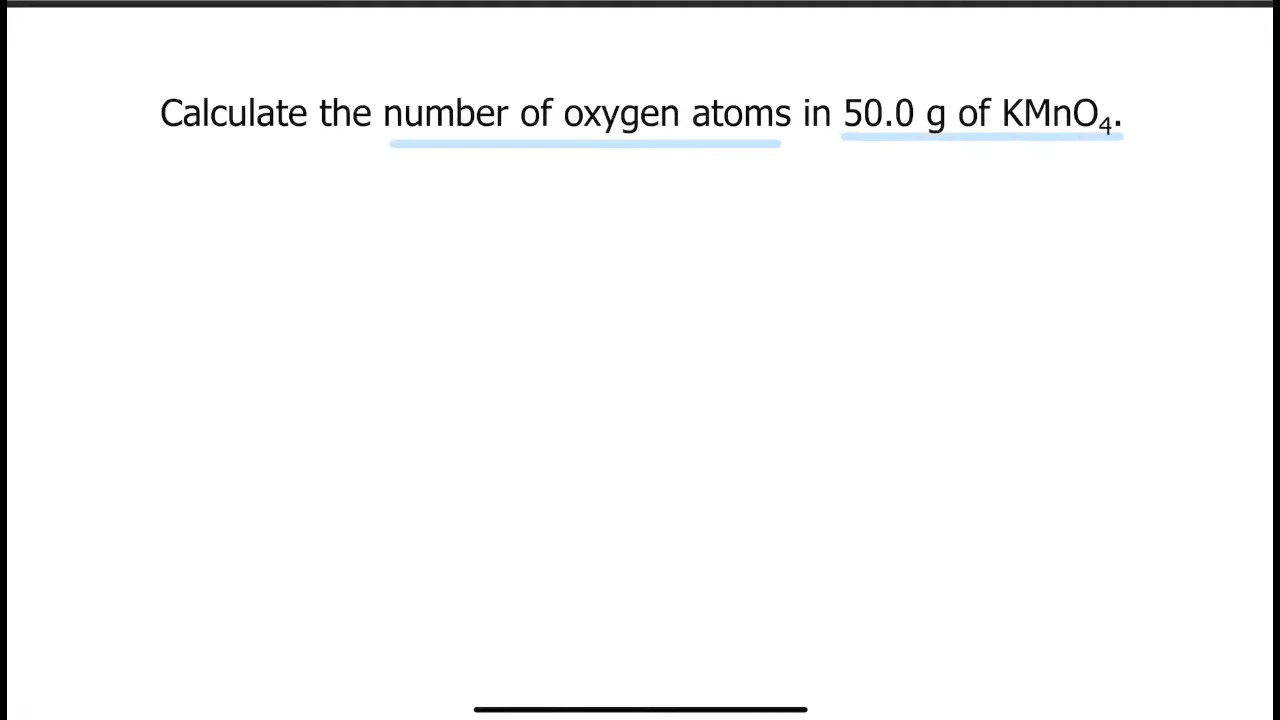 Calculate the number of oxygen atoms in 50.0 g of KMnO₄.